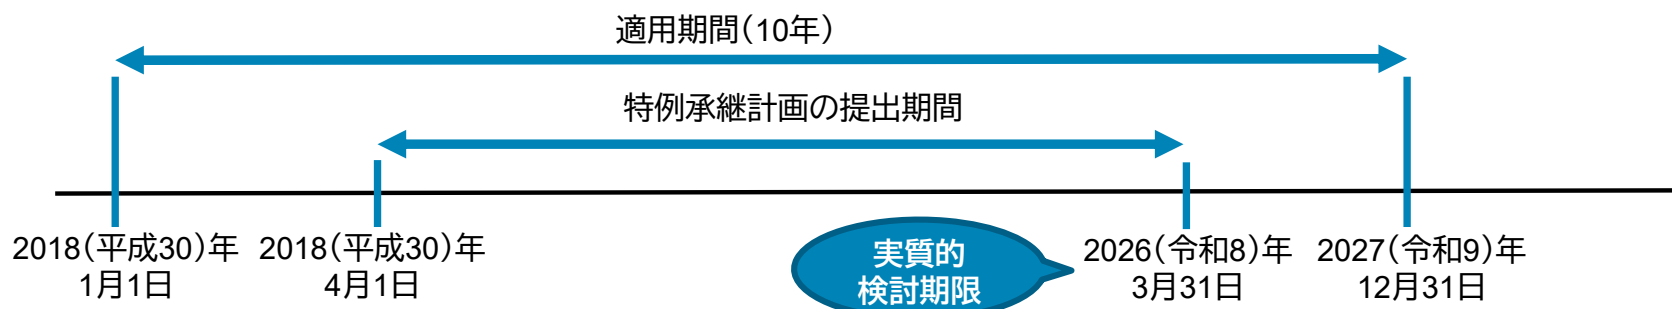 適用期間（10年）
特例承継計画の提出期間
2018（平成30）年
1月1日
2018（平成30）年
4月1日
実質的
検討期限
2026（令和8）年
3月31日
2027（令和9）年
12月31日